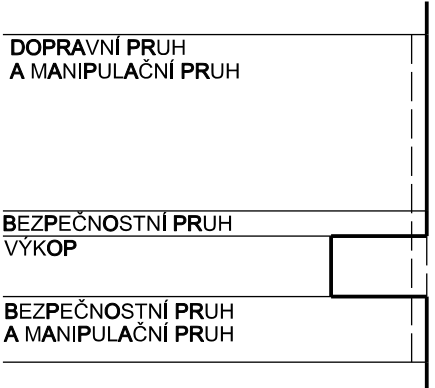 DOPRAVNÍ PRUH
A MANIPULAČNÍ PRUH
BEZPEČNOSTNÍ PRUH
VÝKOP
BEZPEČNOSTNÍ PRUH
A MANIPULAČNÍ PRUH